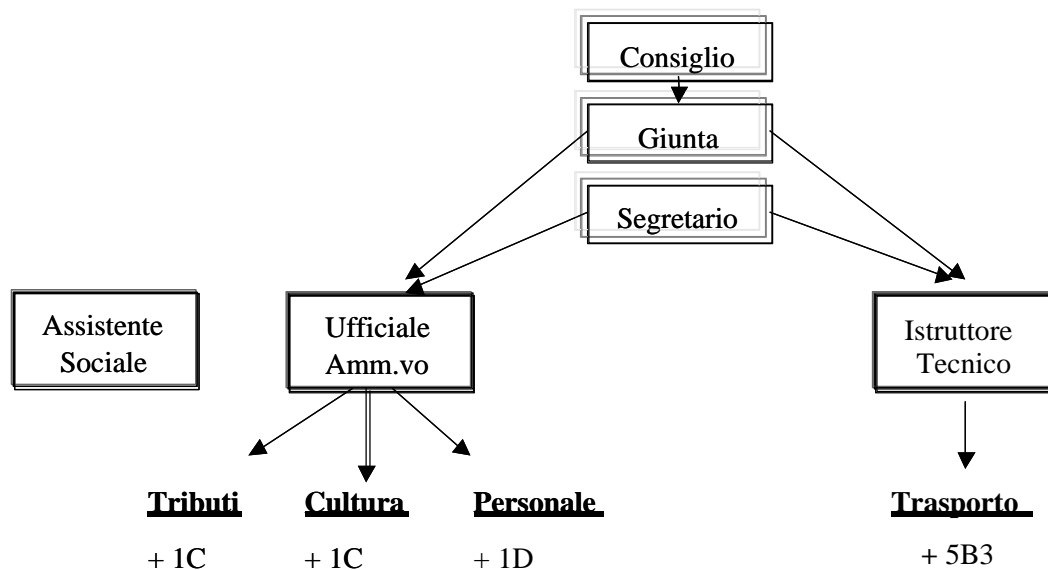 Consiglio
Giunta
Segretario
Assistente
Sociale
Ufficiale
Amm.vo
Istruttore
Tecnico
Tributi
Cultura
Personale
Trasporto
+ 1C
+ 1C
+ 1D
+ 5B3